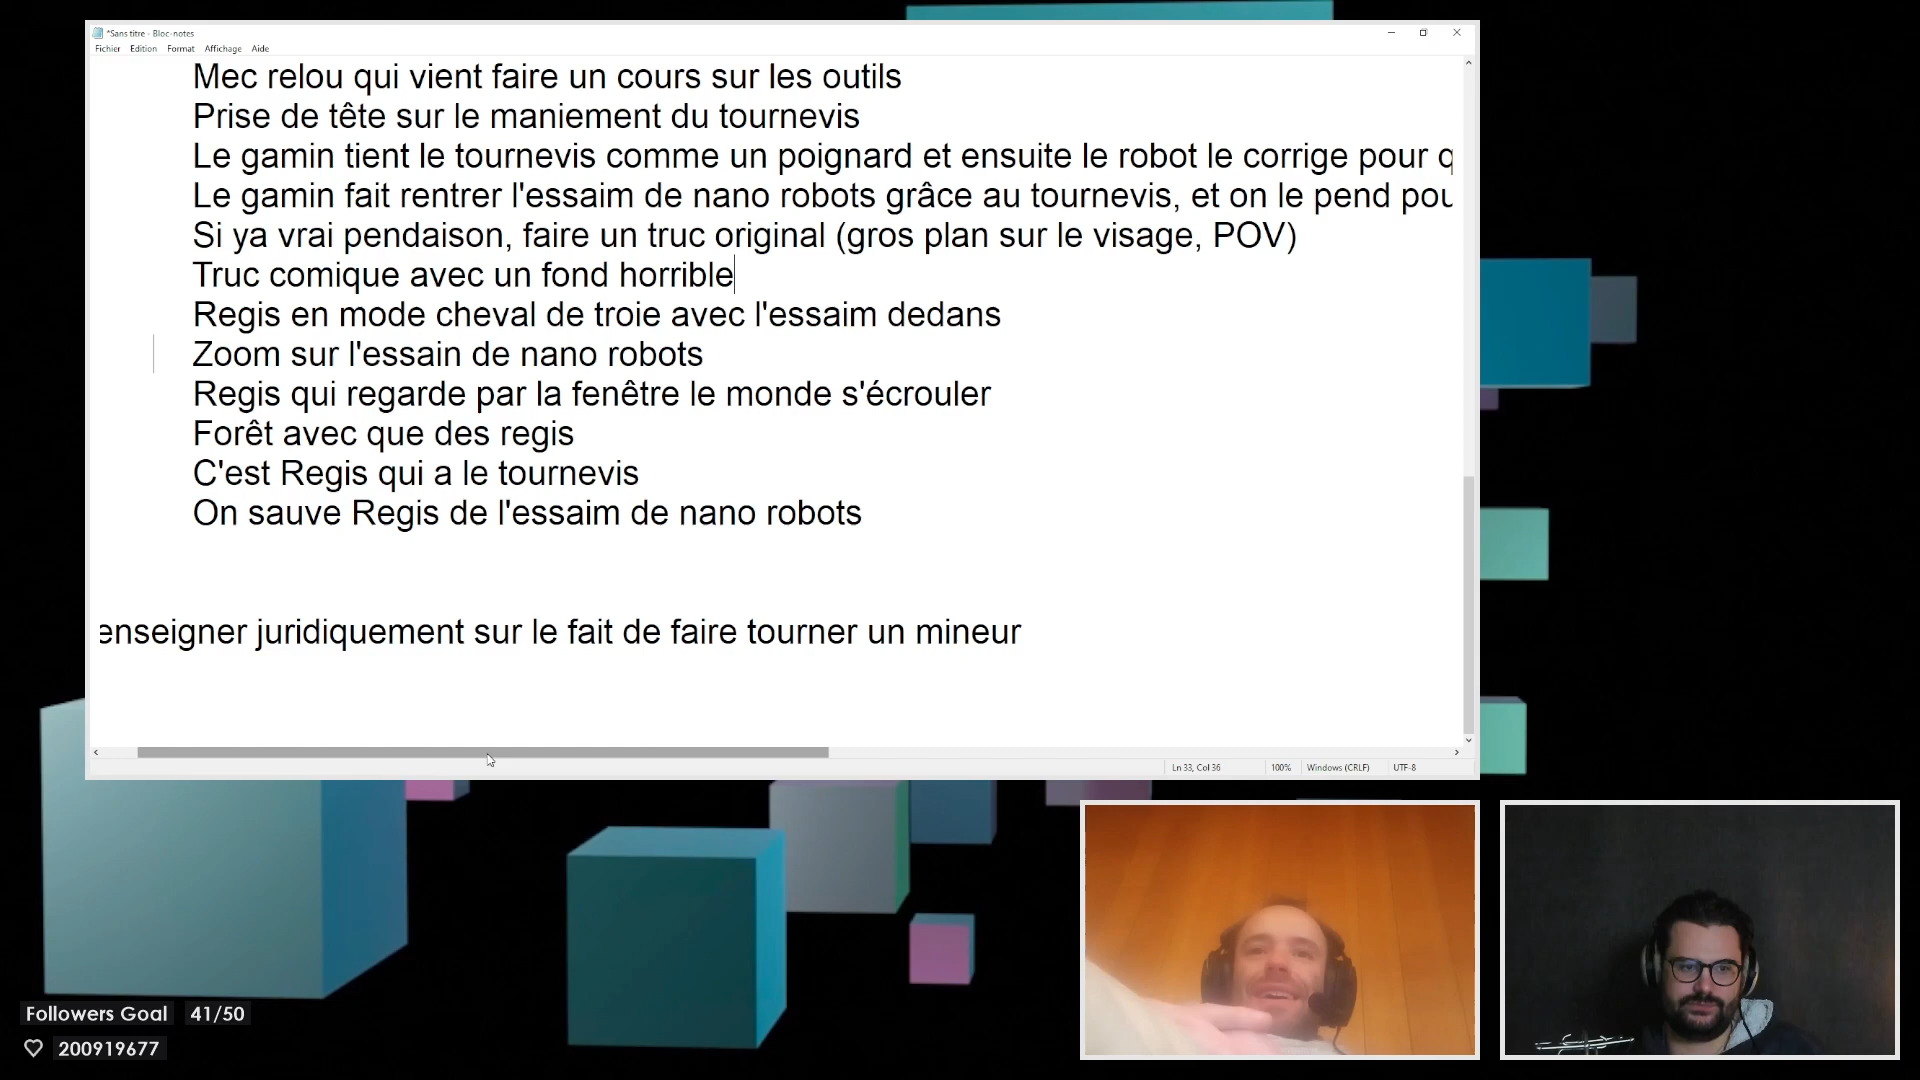 *Sans titre - Bloc-notes
Fichier Edition Format Affichage Aide
Mec relou qui vient faire un cours sur les outils
Prise de tête sur le maniement du tournevis
Le gamin tient le tournevis comme un poignard et ensuite le robot le corrige pour
Le gamin fait rentrer l'essaim de nano robots grâce au tournevis, et on le pend
Si ya vrai pendaison, faire un truc original (gros plan sur le visage, POV)
Truc comique avec un fond horrible
Regis en mode cheval de troie avec l'essaim dedans
Zoom sur l'essain de nano robots
Regis qui regarde par la fenêtre le monde s'écrouler
Forêt avec que des regis
C'est Regis qui a le tournevis
On sauve Regis de l'essaim de nano robots
enseigner juridiquement sur le fait de faire tourner un mineur
Ln 33, Col 36 100% Windows (CRLF) UTF-8
Followers Goal 41/50
200919677